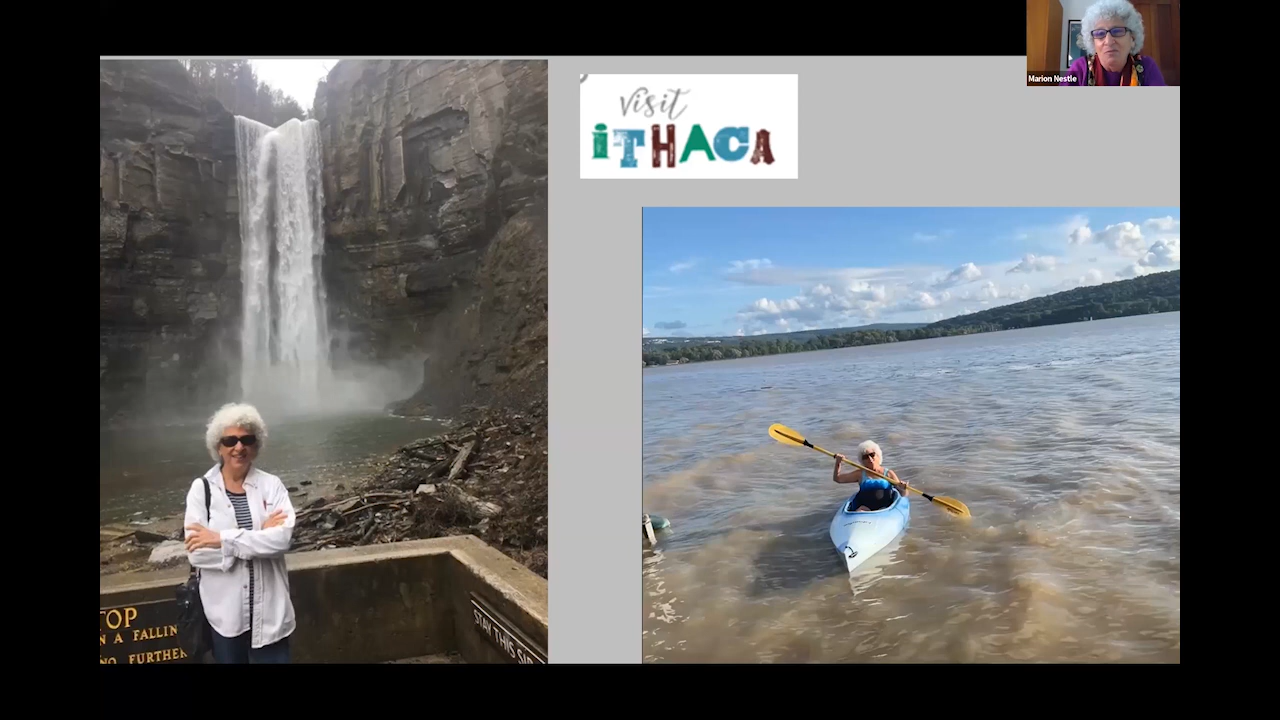 visit
iTHACA
Marion Nestle
TOP
N A FALLIN
NO FURTHER
STAY THIS SI